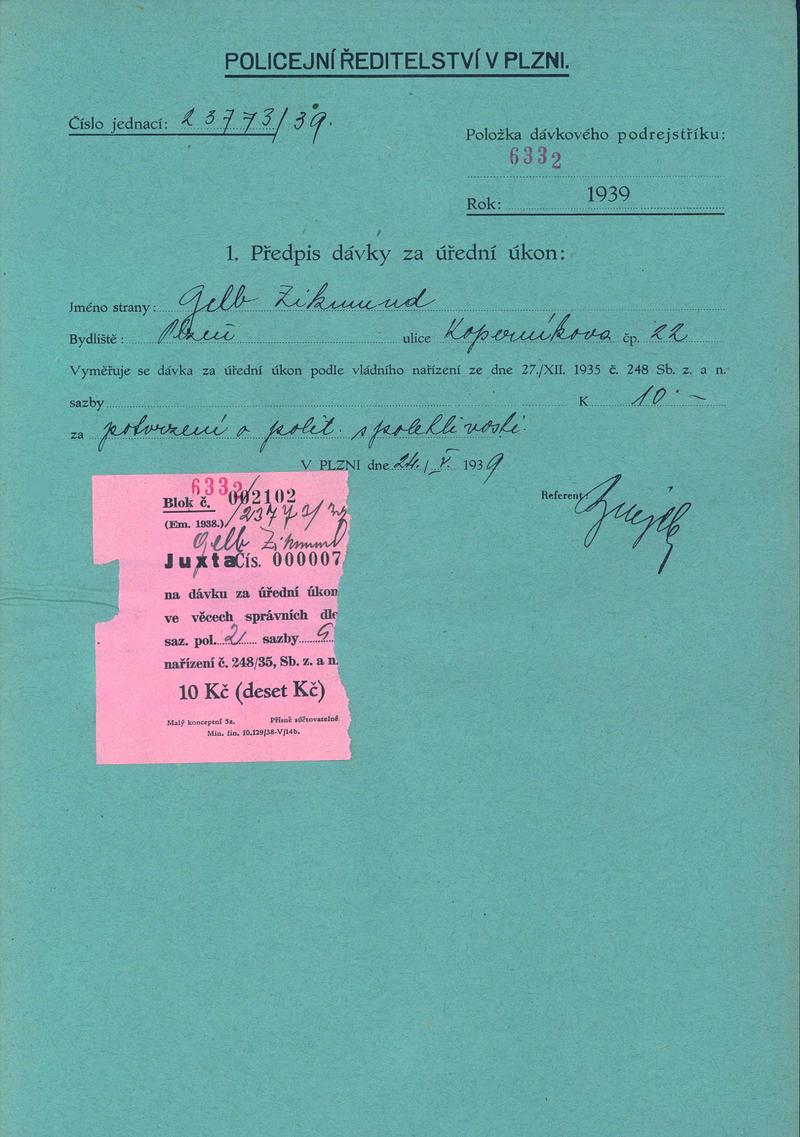 POLICEJNÍ ŘEDITELSTVÍ V PLZNI.
Číslo jednací: 23773/39.
Položka dávkového podrejstříku:
6332
Rok: 1939
1. Předpis dávky za úřední úkon:
Jméno strany: Gelb Zikmund
Bydliště: Plzeň ulice Koperníkova čp. 22
Vyměřuje se dávka za úřední úkon podle vládního nařízení ze dne 27./XII. 1935 č. 248 Sb. z. a n.
sazby K 10·–
za potvrzení o polit. spolehlivosti.
V PLZNI dne 24./V. 1939
Referent:
6332
Blok č. 002102
(Em. 1938.) /23773/39
Gelb Zikmund
Juxta Čís. 000007
na dávku za úřední úkon
ve věcech správních dle
saz. pol. 2 sazby 9
nařízení č. 248/35, Sb. z. a n.
10 Kč (deset Kč)
Malý konceptní 5a. Přísně súčtovatelné.
Min. fin. 10.129/38-V/14b.